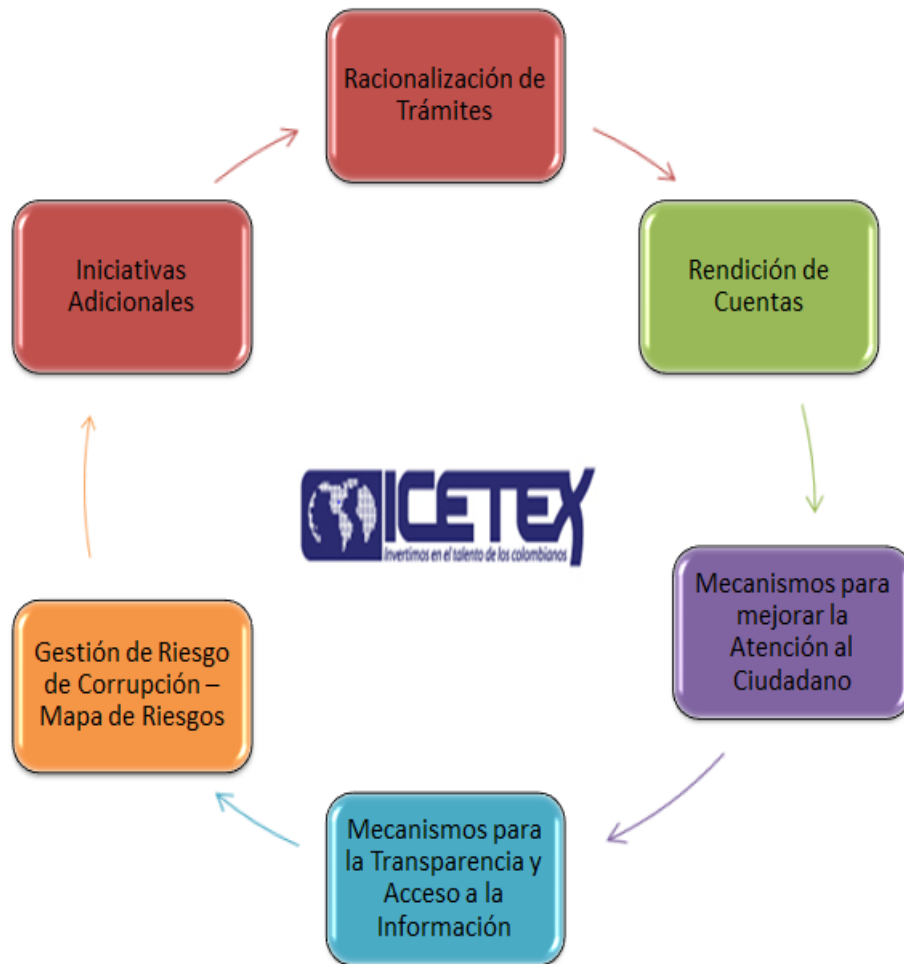 Racionalización de
Trámites
Rendición de
Cuentas
Mecanismos para
mejorar la
Atención al
Ciudadano
Mecanismos para
la Transparencia y
Acceso a la
Información
Gestión de Riesgo
de Corrupción –
Mapa de Riesgos
Iniciativas
Adicionales
ICETEX
Invertimos en el talento de los colombianos